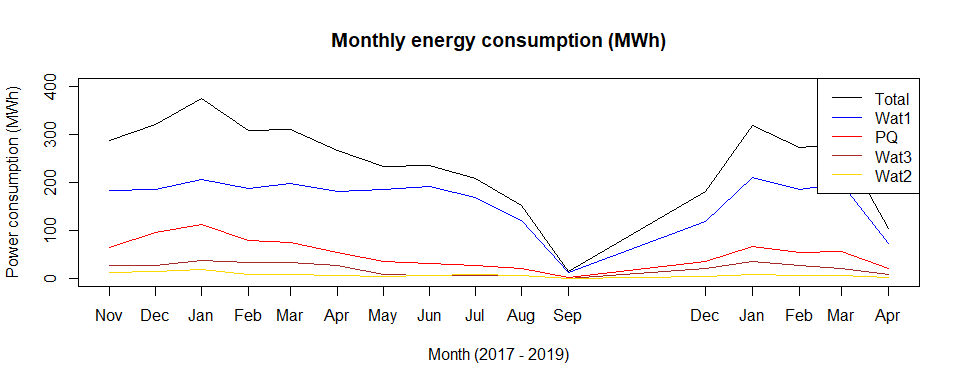 Monthly energy consumption (MWh)
Power consumption (MWh)
400
300
200
100
0
Total
Wat1
PQ
Wat3
Wat2
Nov Dec Jan Feb Mar Apr May Jun Jul Aug Sep Dec Jan Feb Mar Apr
Month (2017 - 2019)